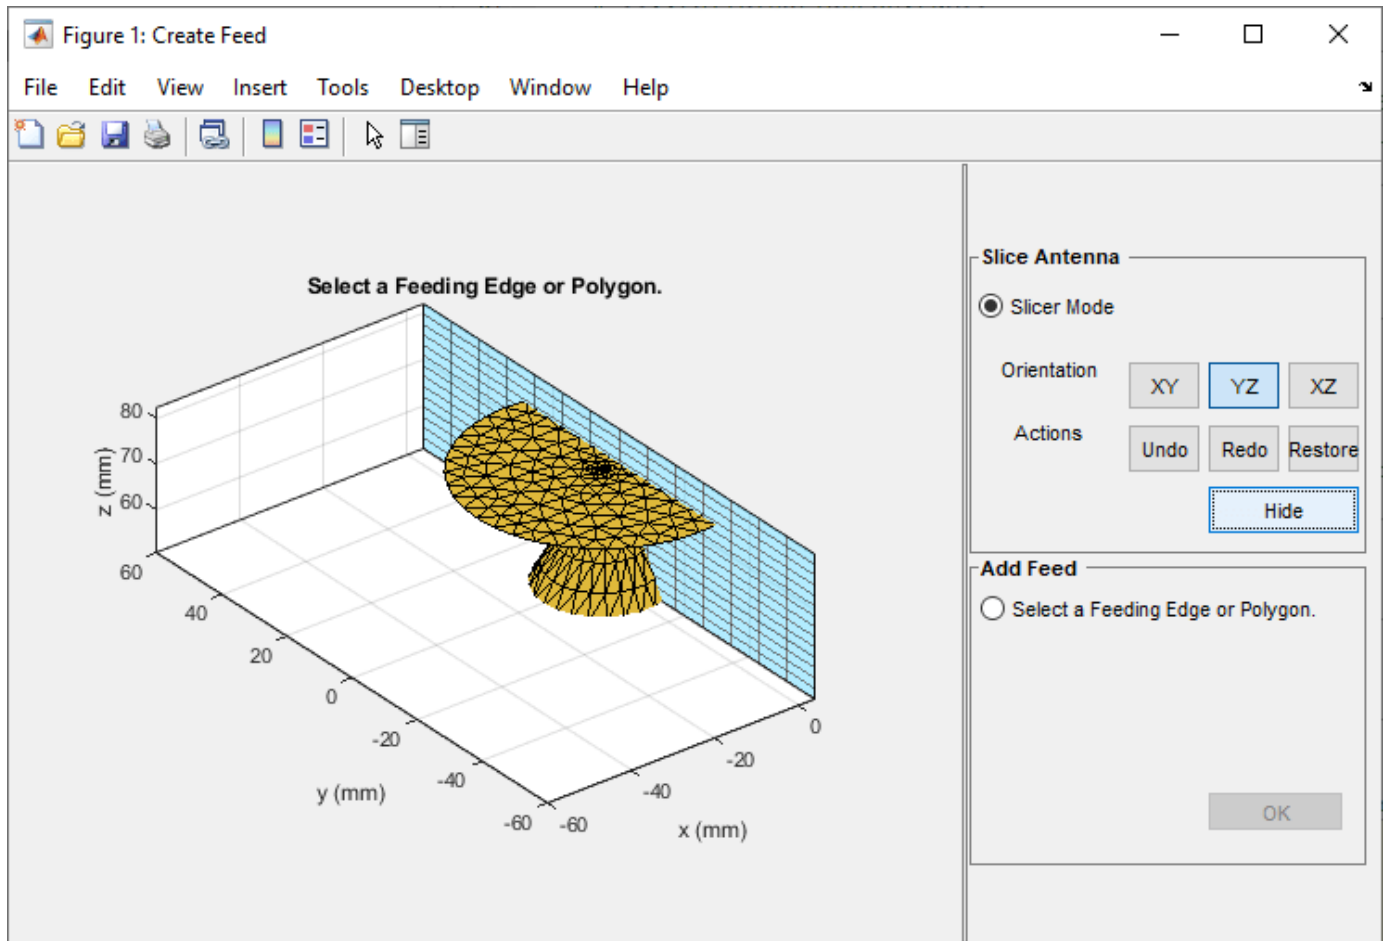 Figure 1: Create Feed
File Edit View Insert Tools Desktop Window Help
Select a Feeding Edge or Polygon.
80
70
60
z (mm)
60
40
20
0
-20
-40
-60
y (mm)
-60
-40
-20
0
x (mm)
Slice Antenna
Slicer Mode
Orientation XY YZ XZ
Actions Undo Redo Restore
Hide
Add Feed
Select a Feeding Edge or Polygon.
OK